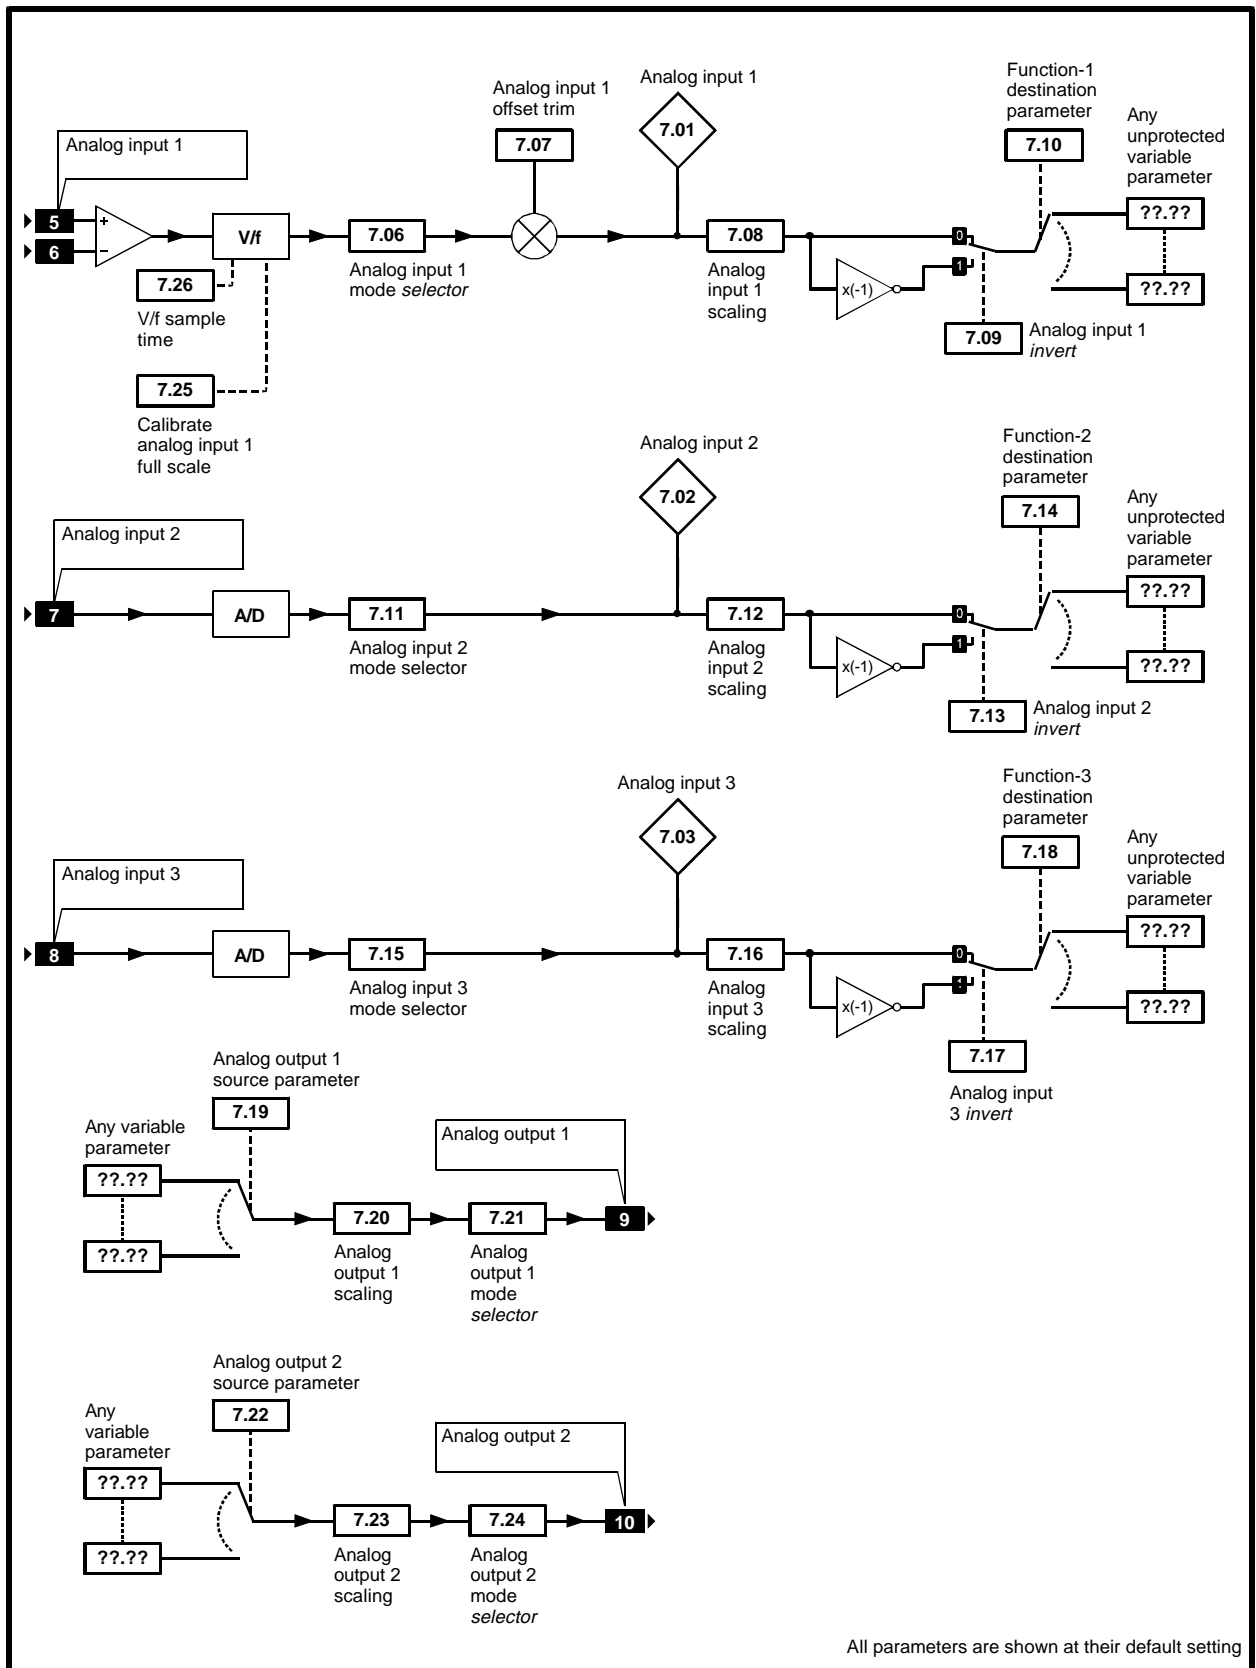 Analog input 1
5
6
+
−
V/f
7.26
V/f sample
time
7.25
Calibrate
analog input 1
full scale
7.06
Analog input 1
mode selector
Analog input 1
offset trim
7.07
Analog input 1
7.01
7.08
Analog
input 1
scaling
x(-1)
0
1
7.09
Analog input 1
invert
Function-1
destination
parameter
7.10
Any
unprotected
variable
parameter
??.??
??.??
Analog input 2
7
A/D
7.11
Analog input 2
mode selector
Analog input 2
7.02
7.12
Analog
input 2
scaling
x(-1)
0
1
7.13
Analog input 2
invert
Function-2
destination
parameter
7.14
Any
unprotected
variable
parameter
??.??
??.??
Analog input 3
8
A/D
7.15
Analog input 3
mode selector
Analog input 3
7.03
7.16
Analog
input 3
scaling
x(-1)
0
1
7.17
Analog input
3 invert
Function-3
destination
parameter
7.18
Any
unprotected
variable
parameter
??.??
??.??
Any variable
parameter
??.??
??.??
Analog output 1
source parameter
7.19
7.20
Analog
output 1
scaling
7.21
Analog
output 1
mode
selector
Analog output 1
9
Any
variable
parameter
??.??
??.??
Analog output 2
source parameter
7.22
7.23
Analog
output 2
scaling
7.24
Analog
output 2
mode
selector
Analog output 2
10
All parameters are shown at their default setting